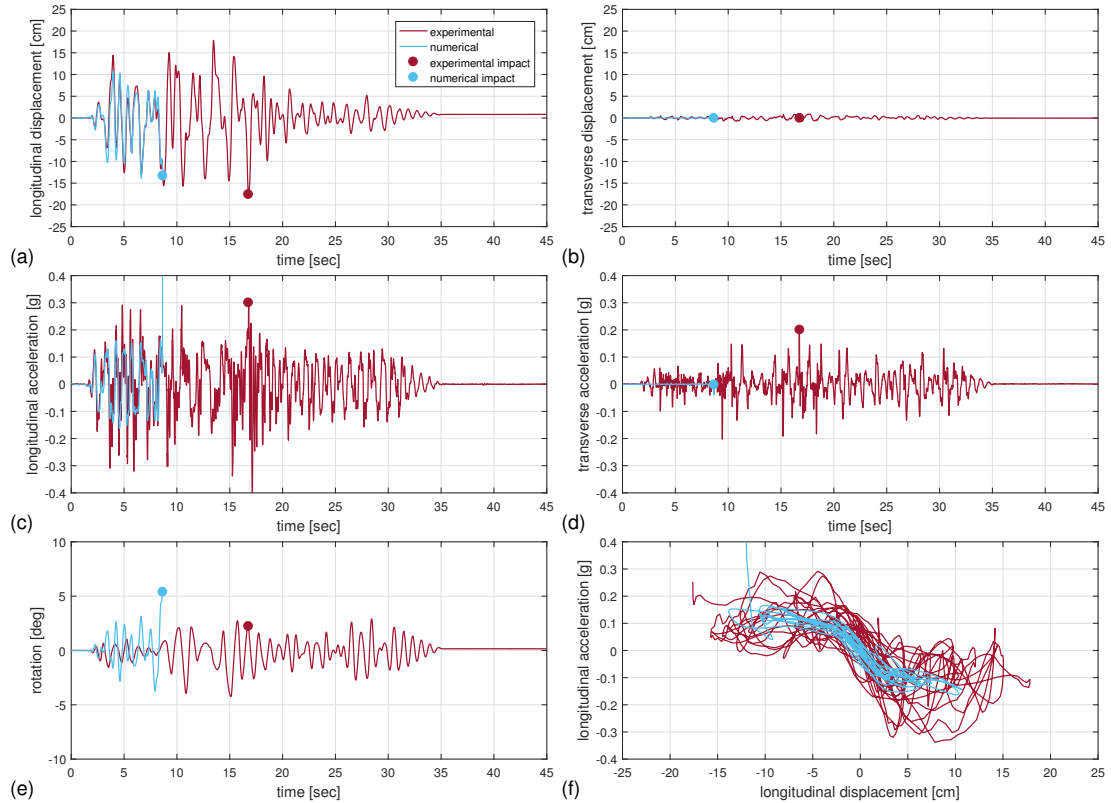 25
20
15
10
5
0
-5
-10
-15
-20
-25
longitudinal displacement [cm]
experimental
numerical
experimental impact
numerical impact
0 5 10 15 20 25 30 35 40 45
time [sec]
(a)
25
20
15
10
5
0
-5
-10
-15
-20
-25
transverse displacement [cm]
0 5 10 15 20 25 30 35 40 45
time [sec]
(b)
0.4
0.3
0.2
0.1
0
-0.1
-0.2
-0.3
-0.4
longitudinal acceleration [g]
0 5 10 15 20 25 30 35 40 45
time [sec]
(c)
0.4
0.3
0.2
0.1
0
-0.1
-0.2
-0.3
-0.4
transverse acceleration [g]
0 5 10 15 20 25 30 35 40 45
time [sec]
(d)
10
5
0
-5
-10
rotation [deg]
0 5 10 15 20 25 30 35 40 45
time [sec]
(e)
0.4
0.3
0.2
0.1
0
-0.1
-0.2
-0.3
-0.4
longitudinal acceleration [g]
-25 -20 -15 -10 -5 0 5 10 15 20 25
longitudinal displacement [cm]
(f)